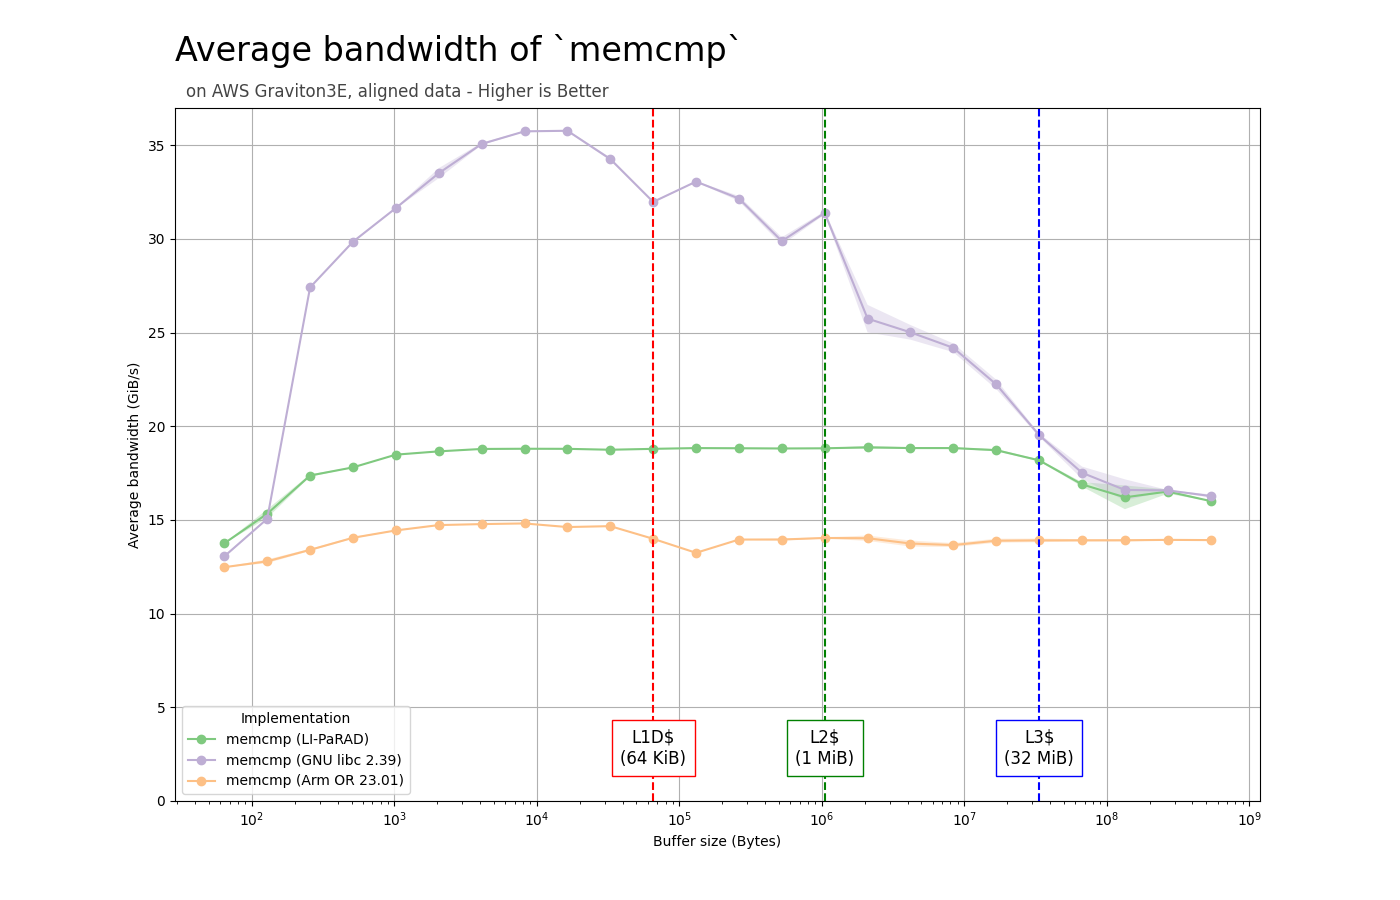 Average bandwidth of `memcmp`
on AWS Graviton3E, aligned data - Higher is Better
Average bandwidth (GiB/s)
35
30
25
20
15
10
5
0
Implementation
memcmp (LI-PaRAD)
memcmp (GNU libc 2.39)
memcmp (Arm OR 23.01)
L1D$
(64 KiB)
L2$
(1 MiB)
L3$
(32 MiB)
10² 10³ 10⁴ 10⁵ 10⁶ 10⁷ 10⁸ 10⁹
Buffer size (Bytes)